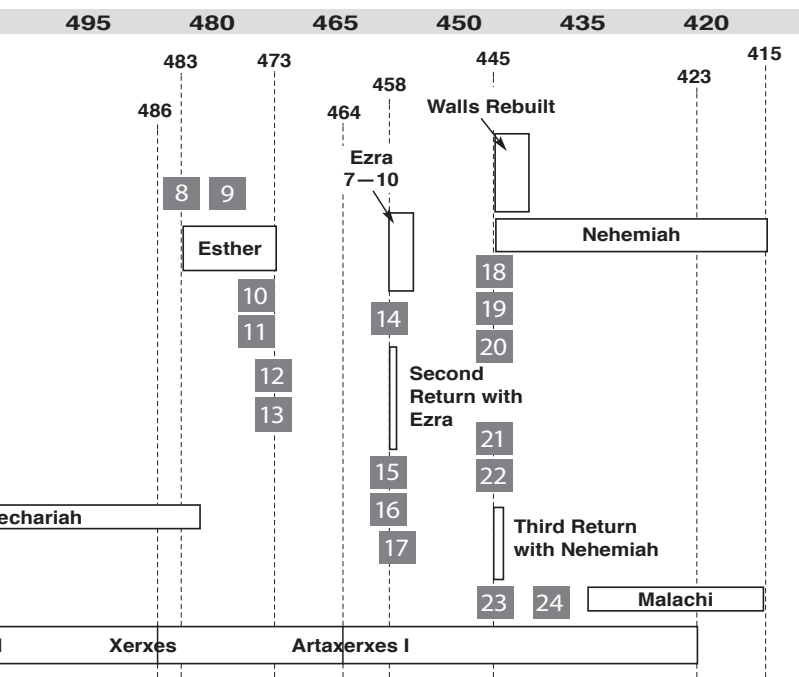 495 480 465 450 435 420
415
483 473 445
423
458
Walls Rebuilt
486 464
Ezra
7—10
8 9
Nehemiah
Esther
18
10
19
14
11
20
12
Second
Return with
Ezra
13
21
15
22
16
echariah
Third Return
with Nehemiah
17
23 24
Malachi
Xerxes Artaxerxes I